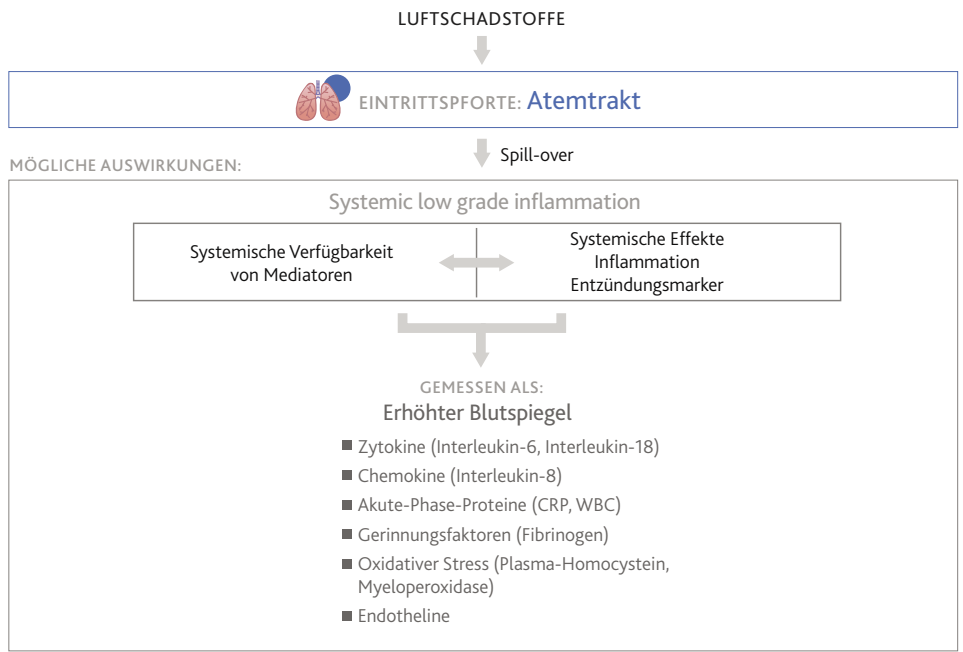 LUFTSCHADSTOFFE
EINTRITTSPFORTE: Atemtrakt
Spill-over
MÖGLICHE AUSWIRKUNGEN:
Systemic low grade inflammation
Systemische Verfügbarkeit
von Mediatoren
Systemische Effekte
Inflammation
Entzündungsmarker
GEMESSEN ALS:
Erhöhter Blutspiegel
■ Zytokine (Interleukin-6, Interleukin-18)
■ Chemokine (Interleukin-8)
■ Akute-Phase-Proteine (CRP, WBC)
■ Gerinnungsfaktoren (Fibrinogen)
■ Oxidativer Stress (Plasma-Homocystein,
Myeloperoxidase)
■ Endotheline